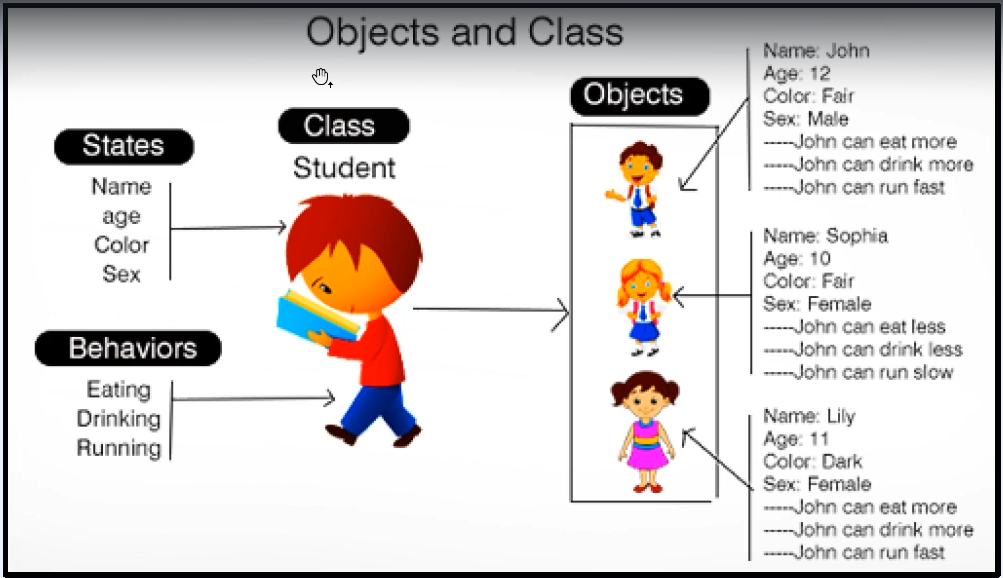 Objects and Class
States
Name
age
Color
Sex
Behaviors
Eating
Drinking
Running
Class
Student
Objects
Name: John
Age: 12
Color: Fair
Sex: Male
-----John can eat more
-----John can drink more
-----John can run fast
Name: Sophia
Age: 10
Color: Fair
Sex: Female
-----John can eat less
-----John can drink less
-----John can run slow
Name: Lily
Age: 11
Color: Dark
Sex: Female
-----John can eat more
-----John can drink more
-----John can run fast